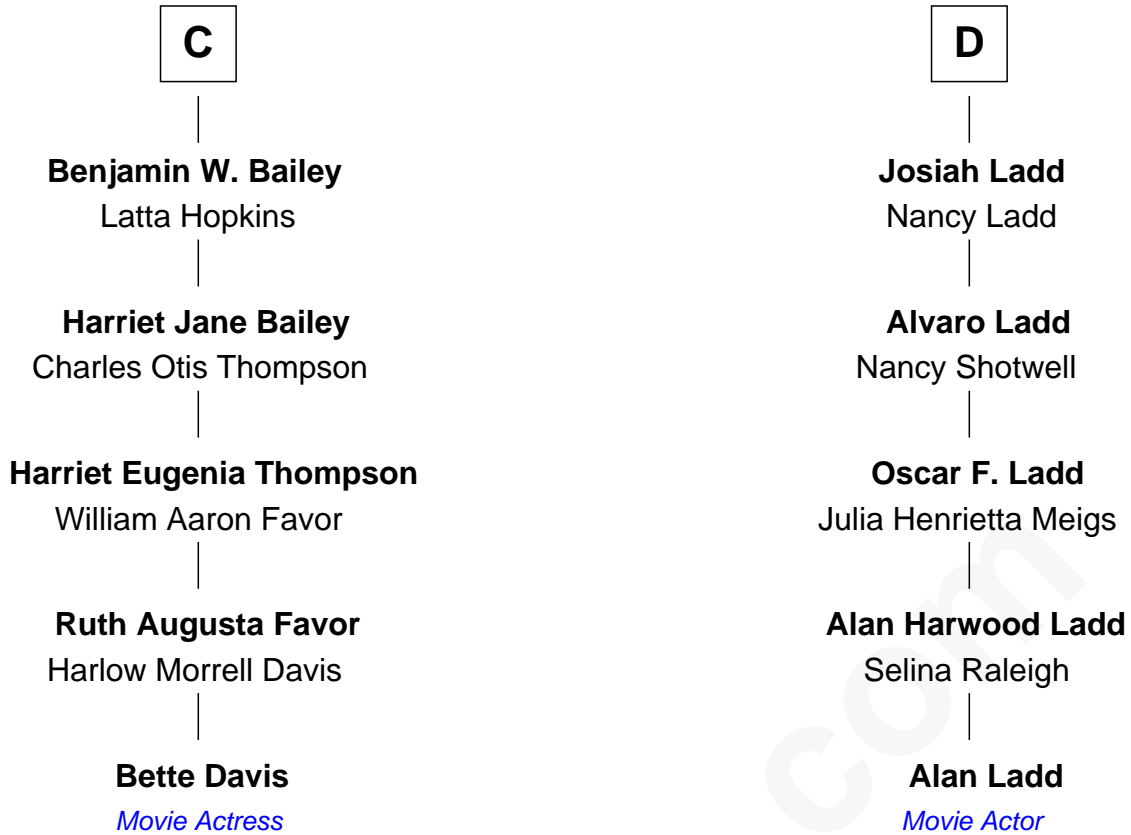 C
D
Benjamin W. Bailey
Latta Hopkins
Josiah Ladd
Nancy Ladd
Harriet Jane Bailey
Charles Otis Thompson
Alvaro Ladd
Nancy Shotwell
Harriet Eugenia Thompson
William Aaron Favor
Oscar F. Ladd
Julia Henrietta Meigs
Ruth Augusta Favor
Harlow Morrell Davis
Alan Harwood Ladd
Selina Raleigh
Bette Davis
Movie Actress
Alan Ladd
Movie Actor
com